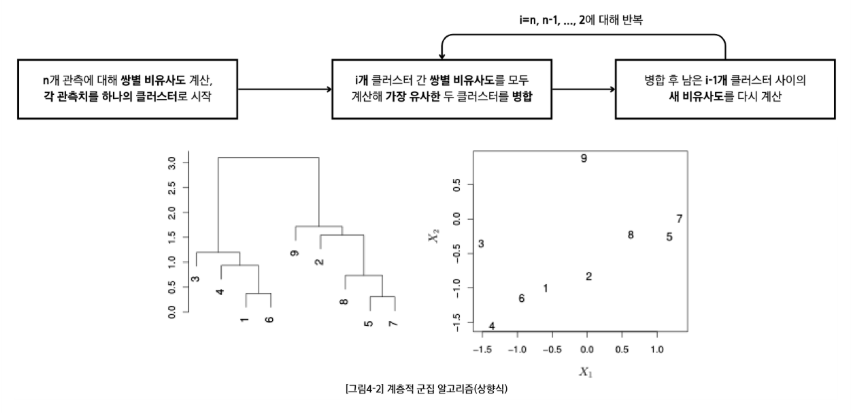 i=n, n-1, ..., 2에 대해 반복
n개 관측에 대해 쌍별 비유사도 계산,
각 관측치를 하나의 클러스터로 시작
i개 클러스터 간 쌍별 비유사도를 모두
계산해 가장 유사한 두 클러스터를 병합
병합 후 남은 i-1개 클러스터 사이의
새 비유사도를 다시 계산
3.0
2.5
2.0
1.5
1.0
0.5
0.0
3
4
1
6
9
2
8
5
7
X2
0.5
0.0
-0.5
-1.0
-1.5
9
7
8
5
3
2
1
6
4
-1.5 -1.0 -0.5 0.0 0.5 1.0
X1
[그림4-2] 계층적 군집 알고리즘(상향식)